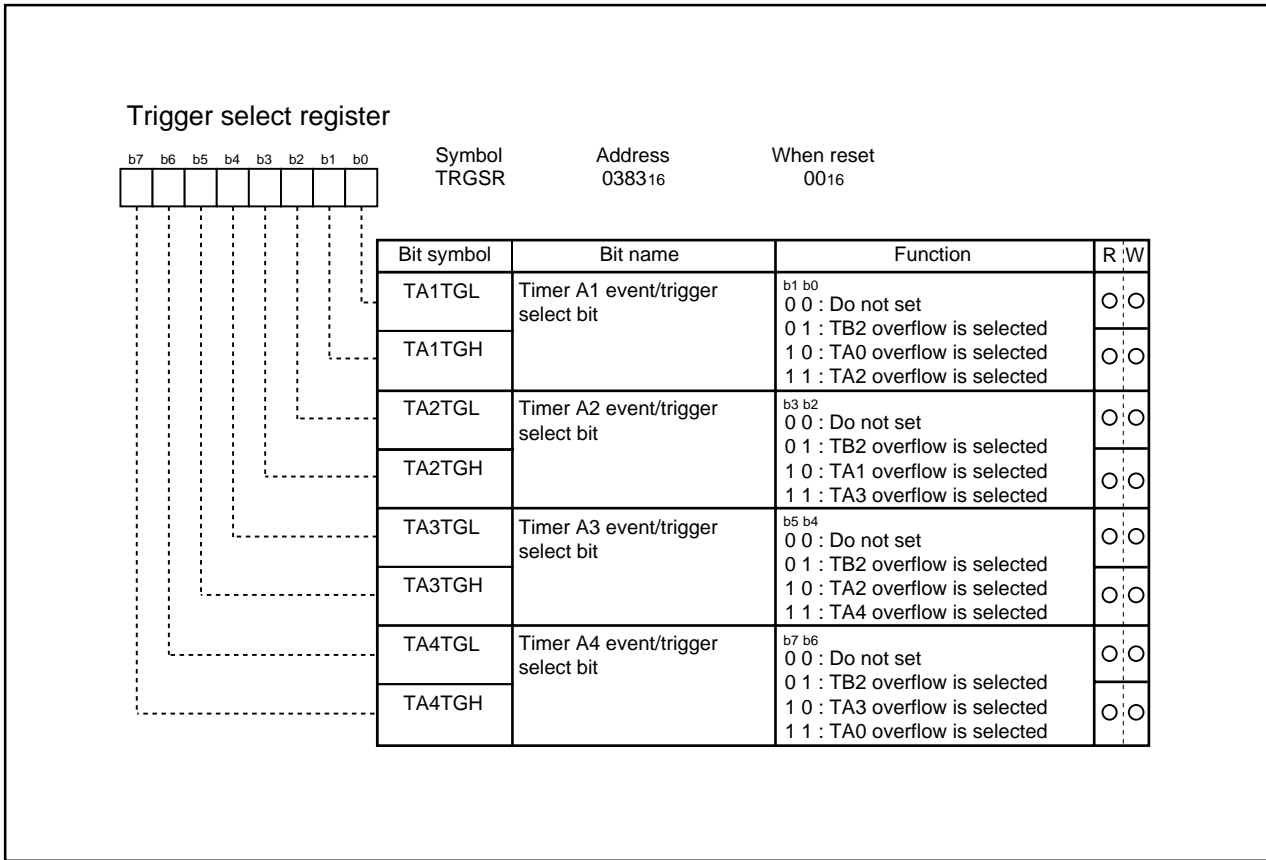 Trigger select register
b7 b6 b5 b4 b3 b2 b1 b0
Symbol Address When reset
TRGSR 038316 0016
Bit symbol Bit name Function R W
TA1TGL Timer A1 event/trigger select bit b1 b0
0 0 : Do not set
0 1 : TB2 overflow is selected
TA1TGH 1 0 : TA0 overflow is selected
1 1 : TA2 overflow is selected
TA2TGL Timer A2 event/trigger select bit b3 b2
0 0 : Do not set
0 1 : TB2 overflow is selected
TA2TGH 1 0 : TA1 overflow is selected
1 1 : TA3 overflow is selected
TA3TGL Timer A3 event/trigger select bit b5 b4
0 0 : Do not set
0 1 : TB2 overflow is selected
TA3TGH 1 0 : TA2 overflow is selected
1 1 : TA4 overflow is selected
TA4TGL Timer A4 event/trigger select bit b7 b6
0 0 : Do not set
0 1 : TB2 overflow is selected
TA4TGH 1 0 : TA3 overflow is selected
1 1 : TA0 overflow is selected